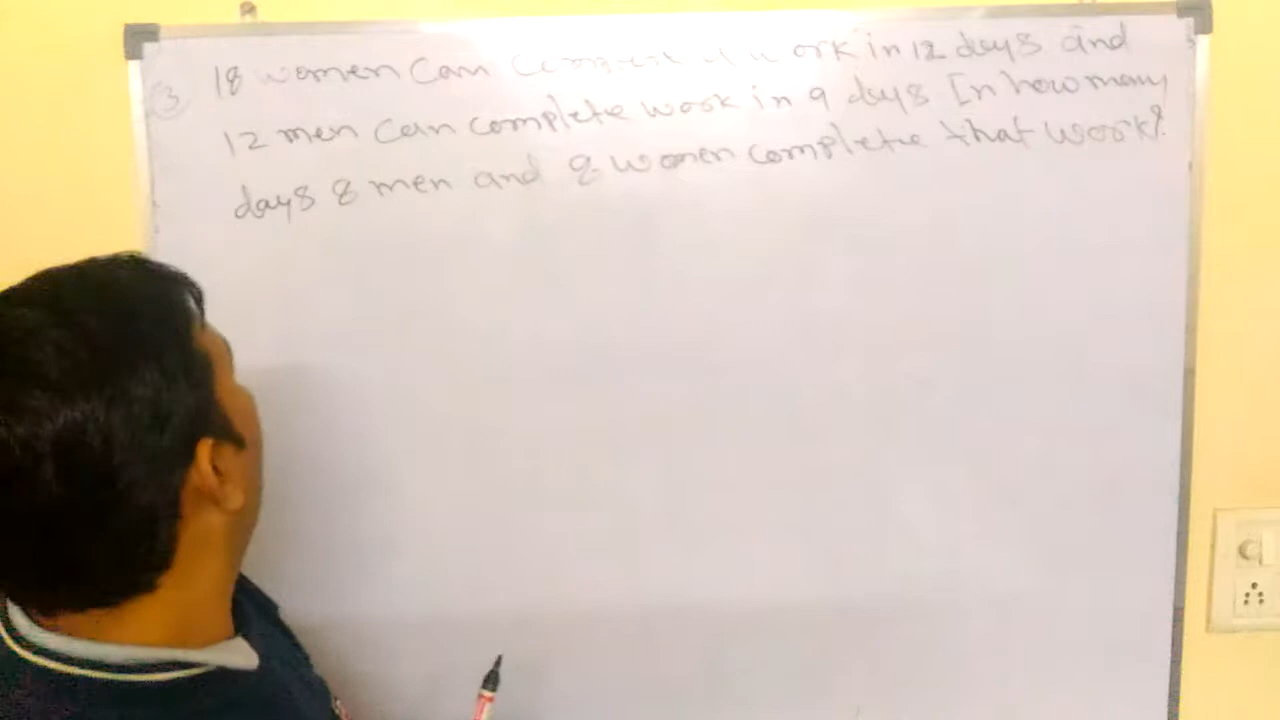 3 18 women can work in 12 days and
12 men can complete work in 9 days In how many
days 8 men and 8 women complete that work?